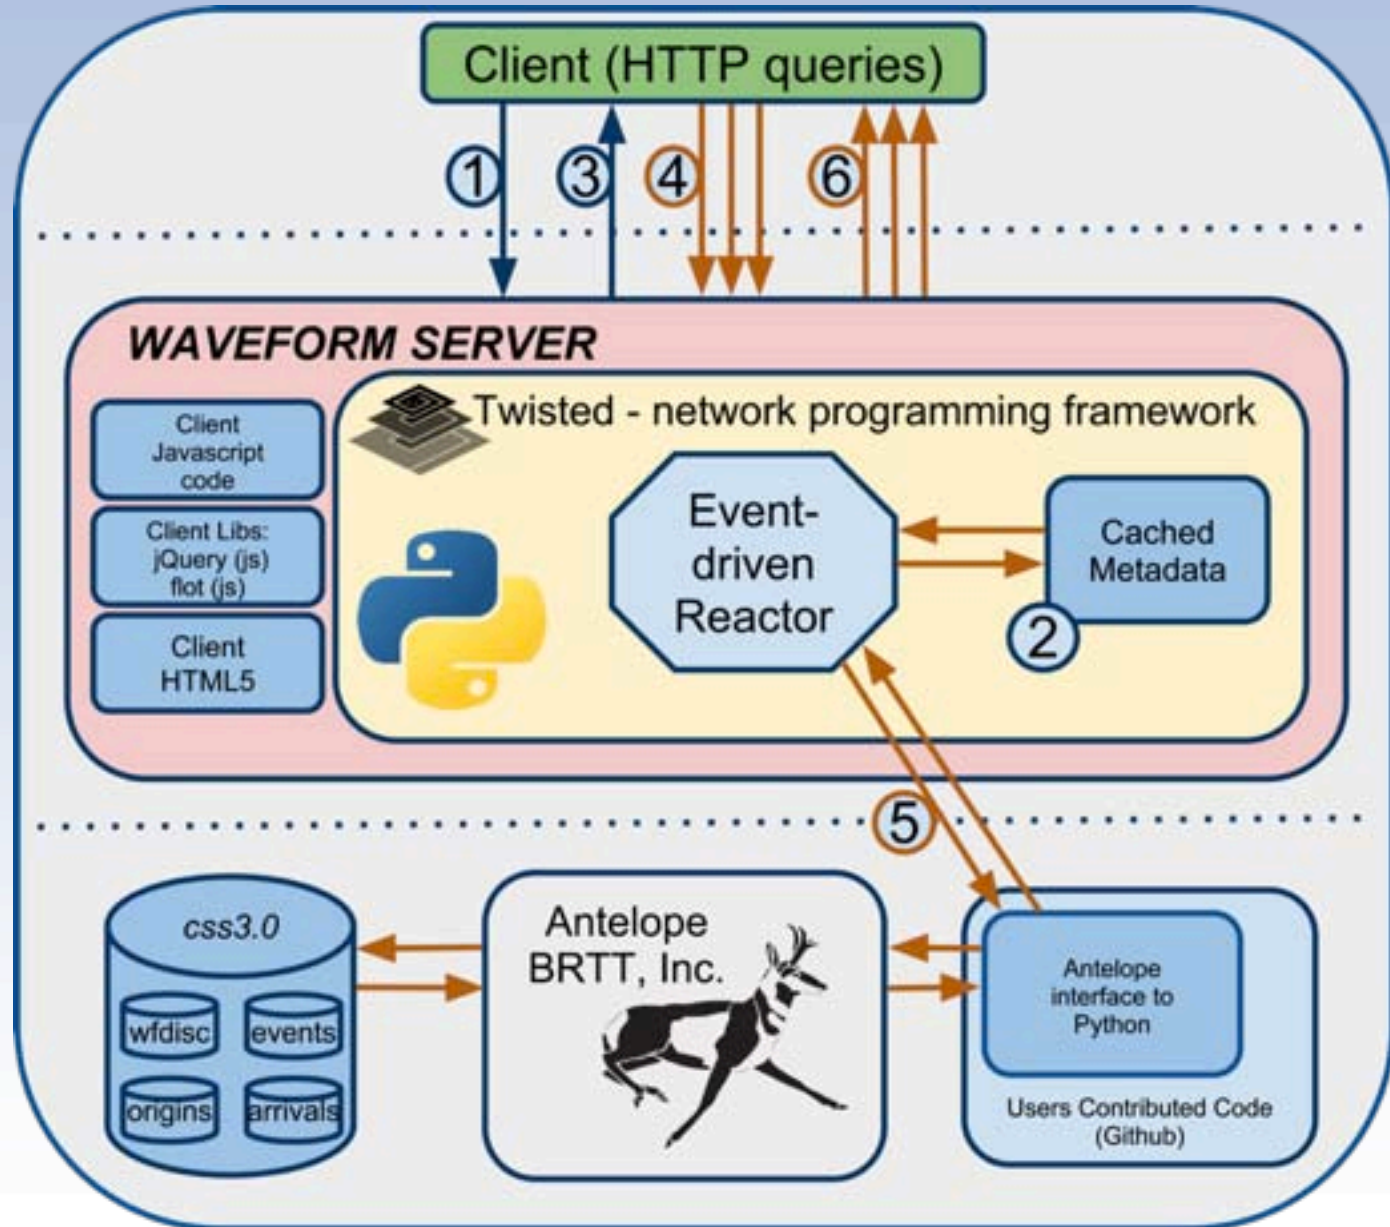 Client (HTTP queries)
1
3
4
6
WAVEFORM SERVER
Client
Javascript
code
Client Libs:
jQuery (js)
flot (js)
Client
HTML5
Twisted - network programming framework
Event-
driven
Reactor
Cached
Metadata
2
5
css3.0
wfdisc
events
origins
arrivals
Antelope
BRTT, Inc.
Antelope
interface to
Python
Users Contributed Code
(Github)